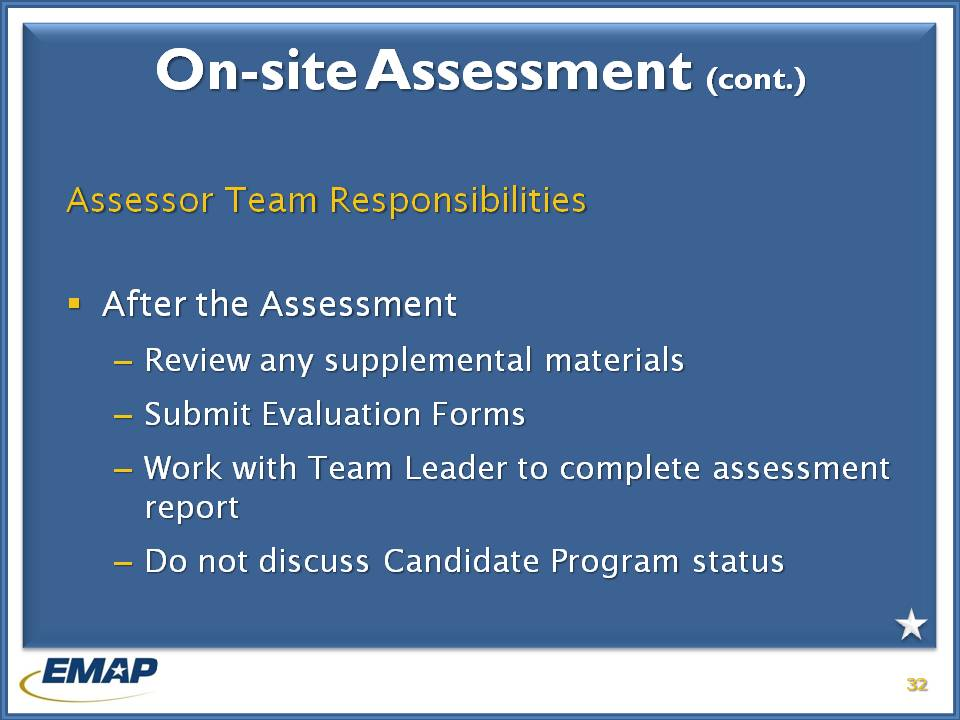 On-site Assessment (cont.)
Assessor Team Responsibilities
▪ After the Assessment
– Review any supplemental materials
– Submit Evaluation Forms
– Work with Team Leader to complete assessment
report
– Do not discuss Candidate Program status
EMAP
32